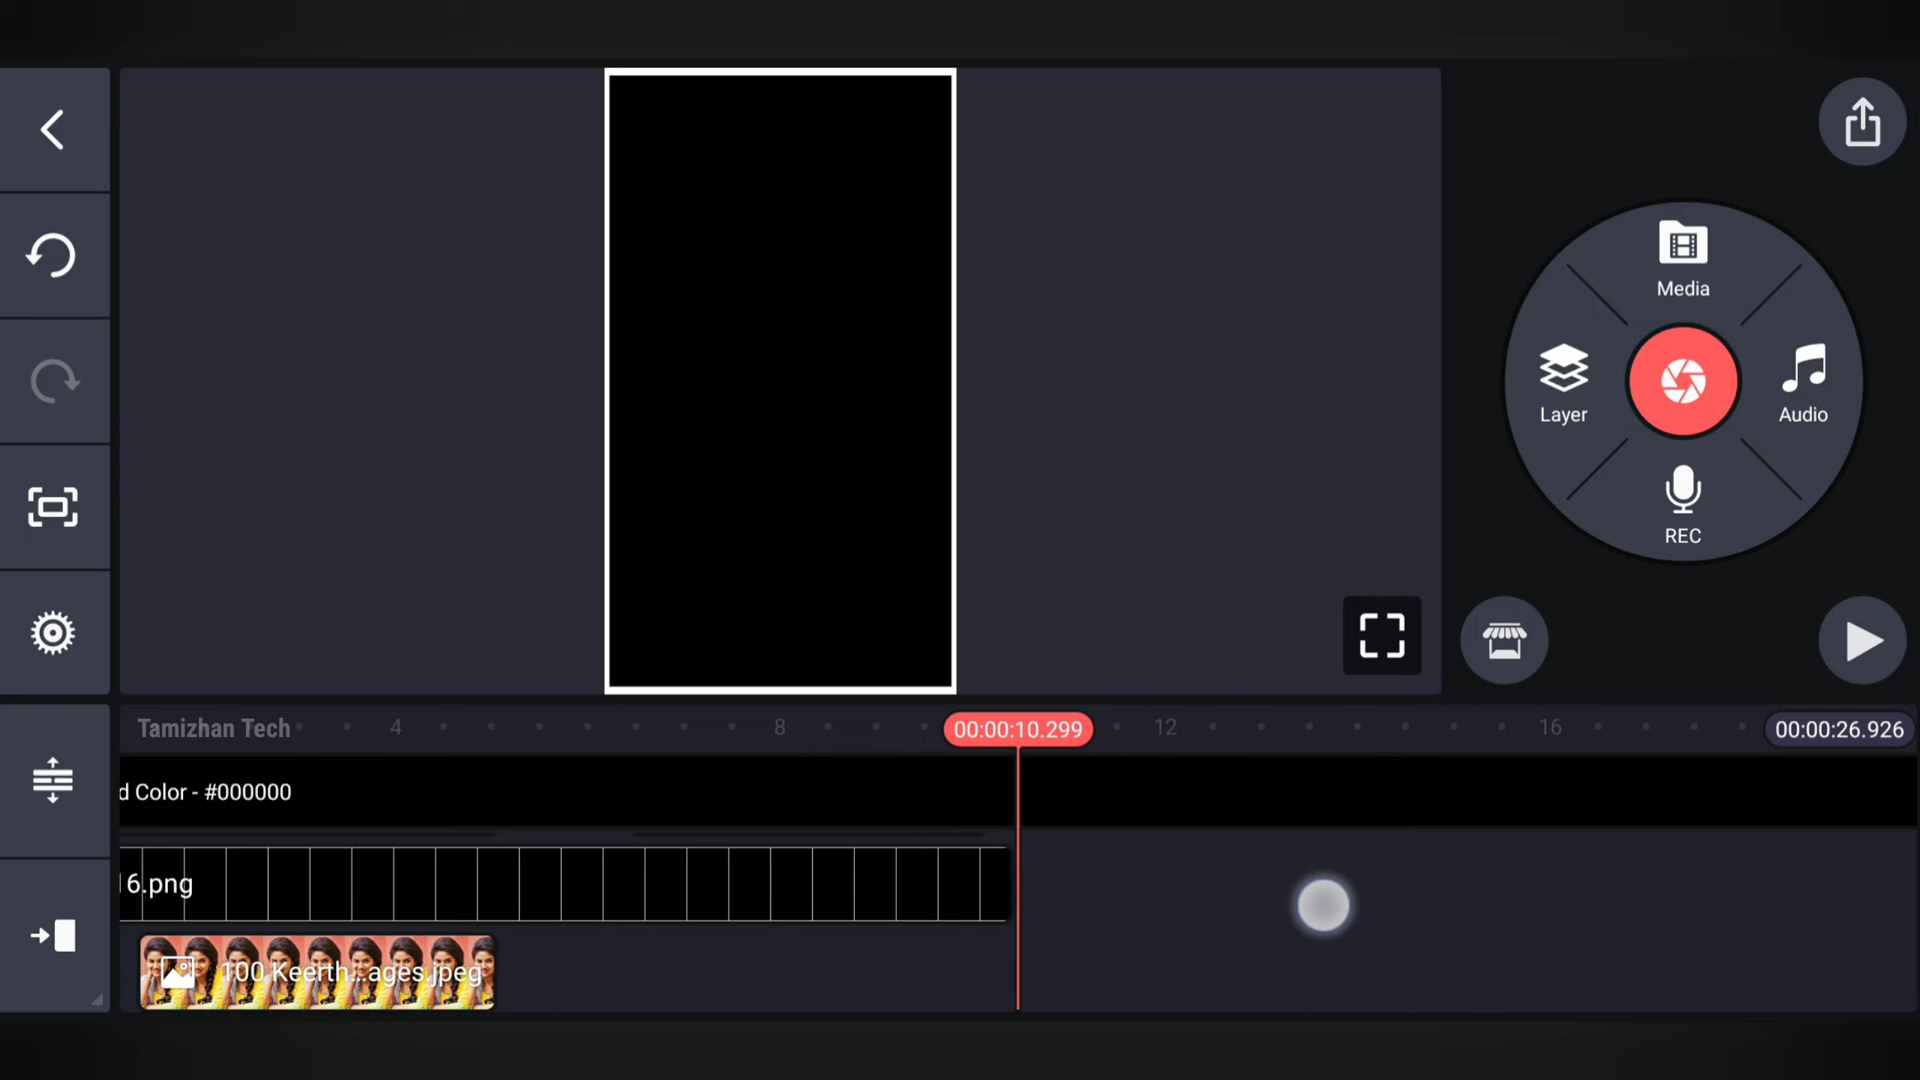 Media
Layer
Audio
REC
Tamizhan Tech
4
8
00:00:10.299
12
16
00:00:26.926
d Color - #000000
16.png
100 Keerth...ages.jpeg